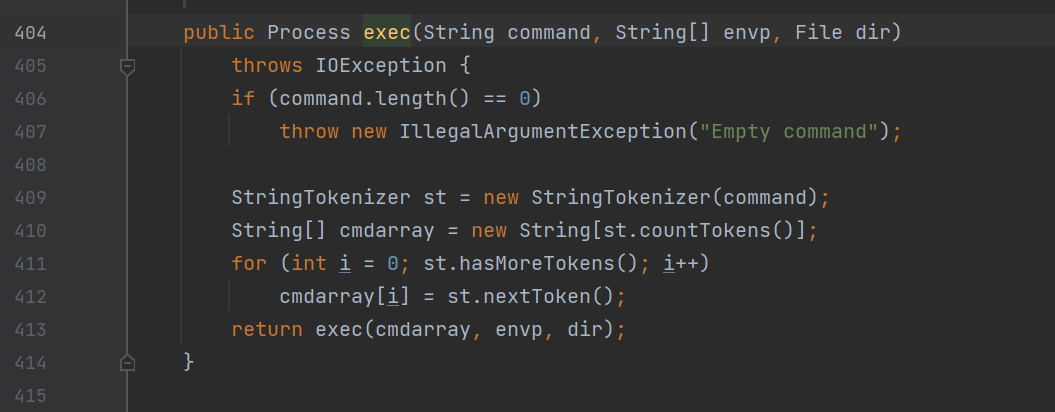 404 public Process exec(String command, String[] envp, File dir)
405 throws IOException {
406 if (command.length() == 0)
407 throw new IllegalArgumentException("Empty command");
408
409 StringTokenizer st = new StringTokenizer(command);
410 String[] cmdarray = new String[st.countTokens()];
411 for (int i = 0; st.hasMoreTokens(); i++)
412 cmdarray[i] = st.nextToken();
413 return exec(cmdarray, envp, dir);
414 }
415